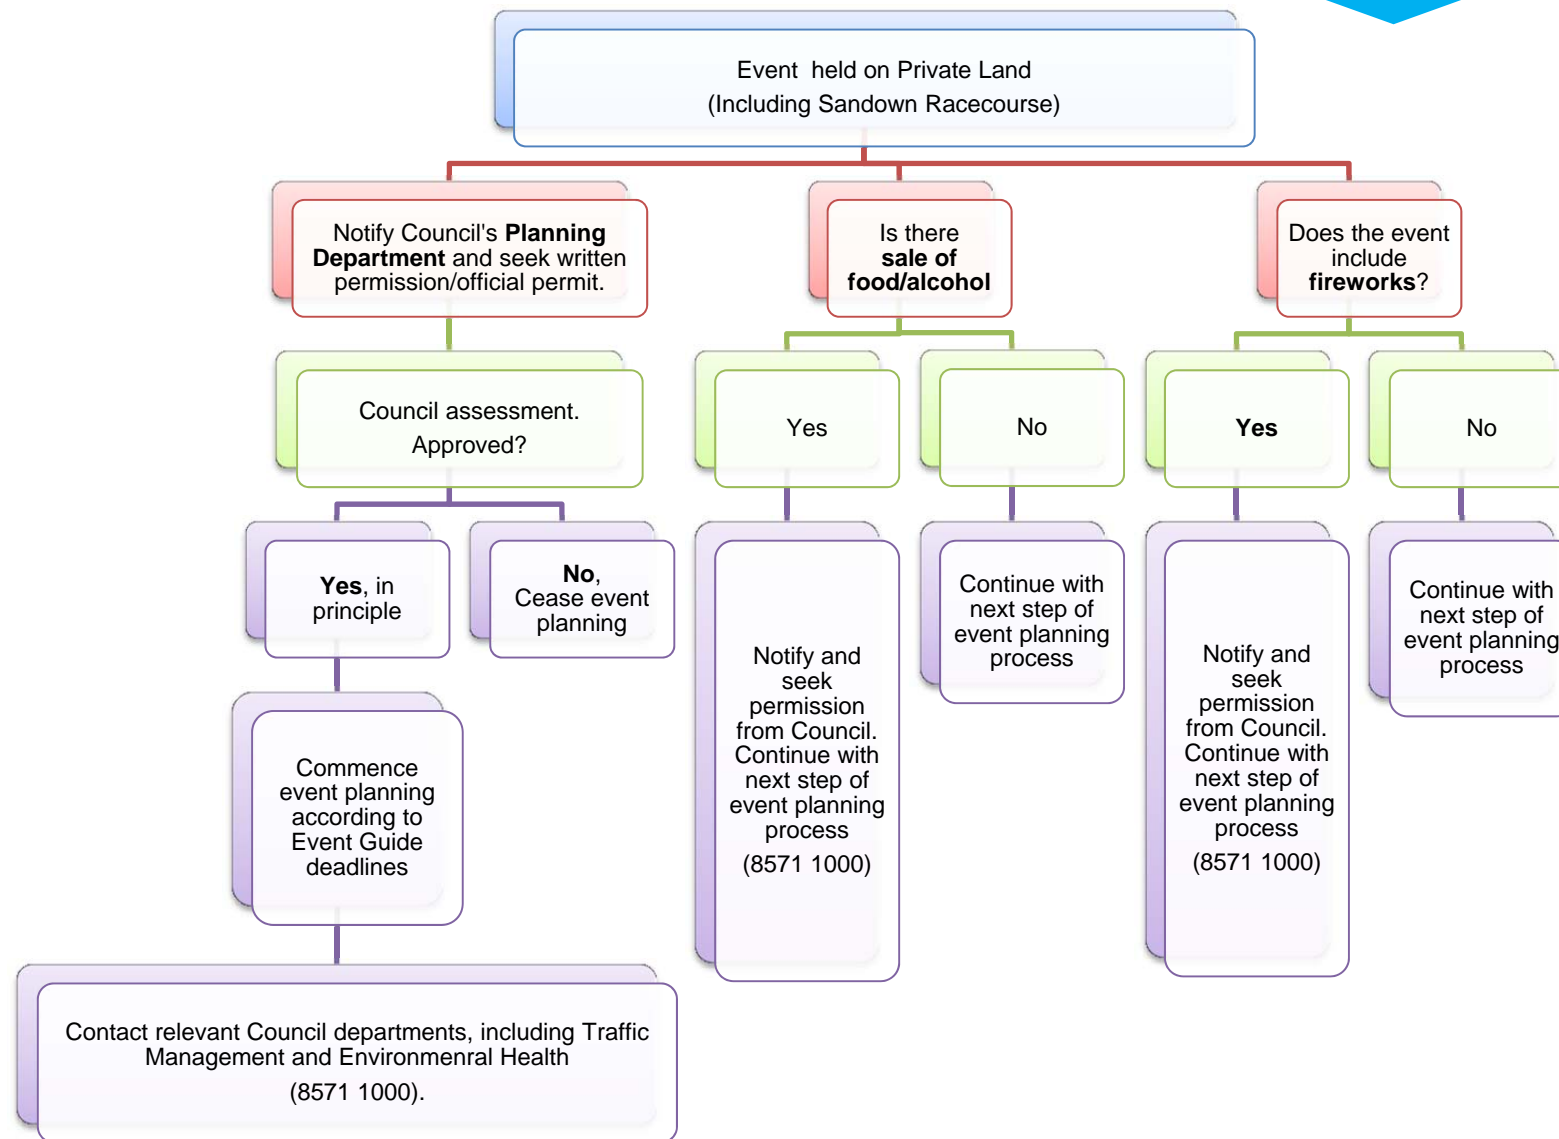 Event held on Private Land
(Including Sandown Racecourse)
Notify Council's Planning
Department and seek written
permission/official permit.
Is there
sale of
food/alcohol
Does the event
include
fireworks?
Council assessment.
Approved?
Yes
No
Yes
No
Yes, in
principle
No,
Cease event
planning
Notify and
seek
permission
from Council.
Continue with
next step of
event planning
process
(8571 1000)
Continue with
next step of
event planning
process
Notify and
seek
permission
from Council.
Continue with
next step of
event planning
process
(8571 1000)
Continue with
next step of
event planning
process
Commence
event planning
according to
Event Guide
deadlines
Contact relevant Council departments, including Traffic
Management and Environmenral Health
(8571 1000).